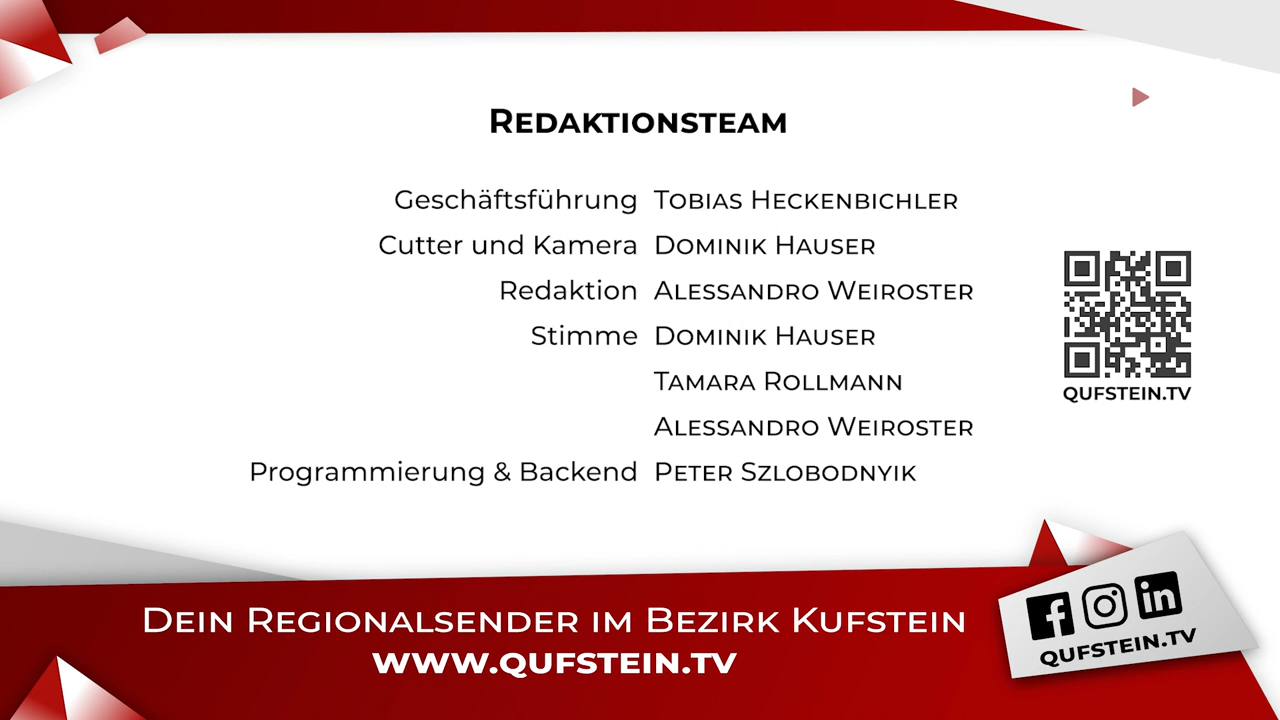 Redaktionsteam
Geschäftsführung Tobias Heckenbichler
Cutter und Kamera Dominik Hauser
Redaktion Alessandro Weiroster
Stimme Dominik Hauser
Tamara Rollmann
Alessandro Weiroster
Programmierung & Backend Peter Szlobodnyik
QUFSTEIN.TV
Dein Regionalsender im Bezirk Kufstein
www.qufstein.tv
QUFSTEIN.TV